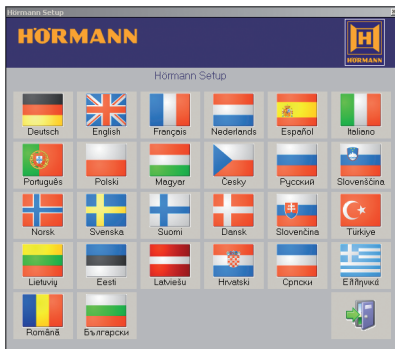 Hörmann Setup
HÖRMANN
HÖRMANN
Hörmann Setup
Deutsch English Français Nederlands Español Italiano
Português Polski Magyar Česky Русский Slovenščina
Norsk Svenska Suomi Dansk Slovenčina Türkiye
Lietuvių Eesti Latviešu Hrvatski Српски Ελληνικά
Română Български